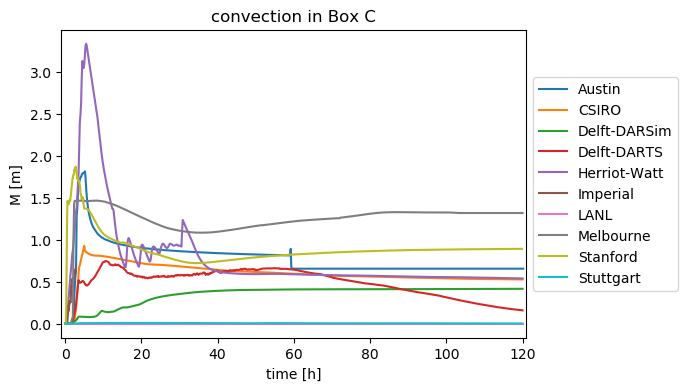 convection in Box C
M [m]
3.0
2.5
2.0
1.5
1.0
0.5
0.0
0
20
40
60
80
100
120
time [h]
Austin
CSIRO
Delft-DARSim
Delft-DARTS
Herriot-Watt
Imperial
LANL
Melbourne
Stanford
Stuttgart